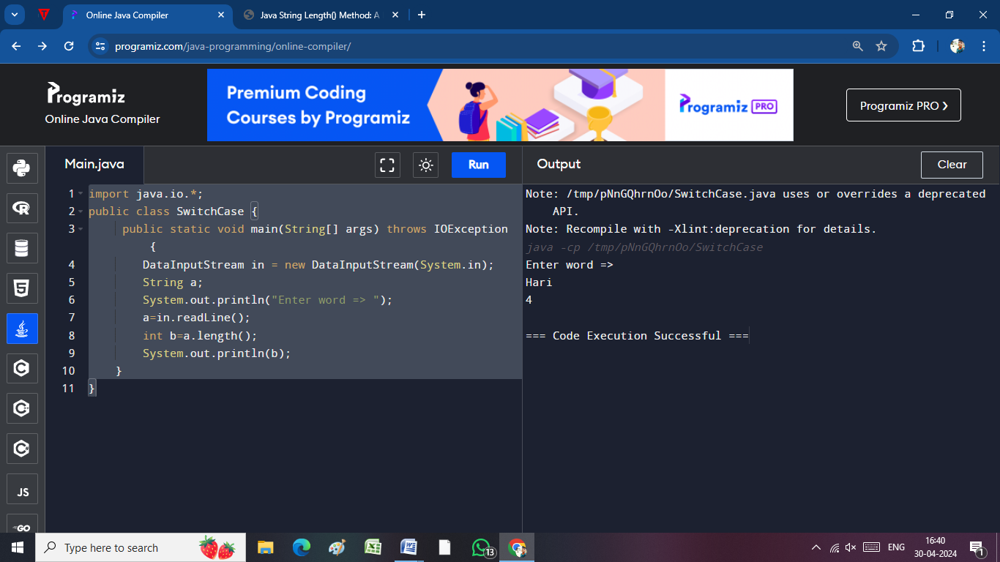 Online Java Compiler
Java String Length() Method: A
programiz.com/java-programming/online-compiler/
Programiz
Online Java Compiler
Premium Coding
Courses by Programiz
Programiz PRO
Programiz PRO ❯
Main.java
Run
Output
Clear
1 import java.io.*;
2 public class SwitchCase {
3 public static void main(String[] args) throws IOException
{
4 DataInputStream in = new DataInputStream(System.in);
5 String a;
6 System.out.println("Enter word => ");
7 a=in.readLine();
8 int b=a.length();
9 System.out.println(b);
10 }
11 }
Note: /tmp/pNnGQhrnOo/SwitchCase.java uses or overrides a deprecated
API.
Note: Recompile with -Xlint:deprecation for details.
java -cp /tmp/pNnGQhrnOo/SwitchCase
Enter word =>
Hari
4
=== Code Execution Successful ===
JS
GO
Type here to search
13
ENG
16:40
30-04-2024
1